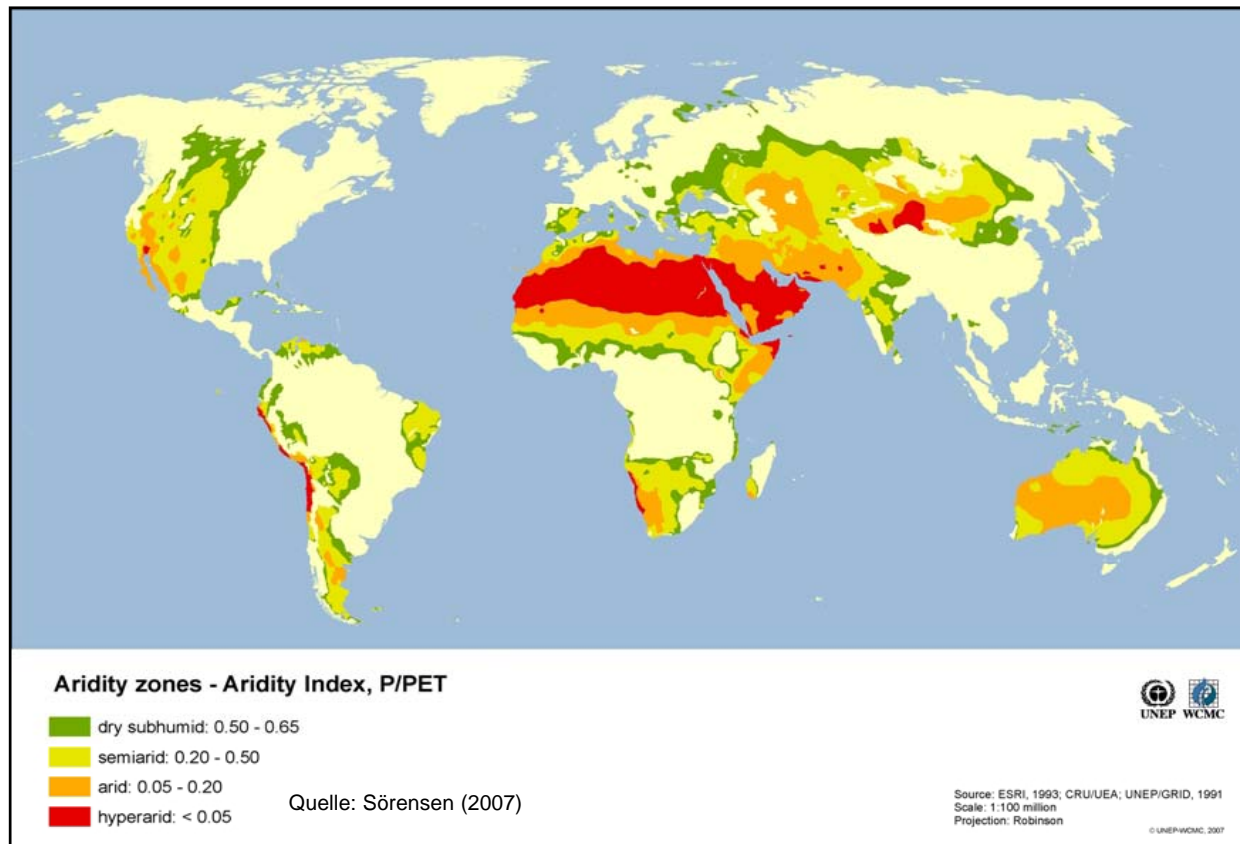 Aridity zones - Aridity Index, P/PET
dry subhumid: 0.50 - 0.65
semiarid: 0.20 - 0.50
arid: 0.05 - 0.20
hyperarid: < 0.05
Quelle: Sörensen (2007)
UNEP WCMC
Source: ESRI, 1993; CRU/UEA; UNEP/GRID, 1991
Scale: 1:100 million
Projection: Robinson
© UNEP-WCMC, 2007